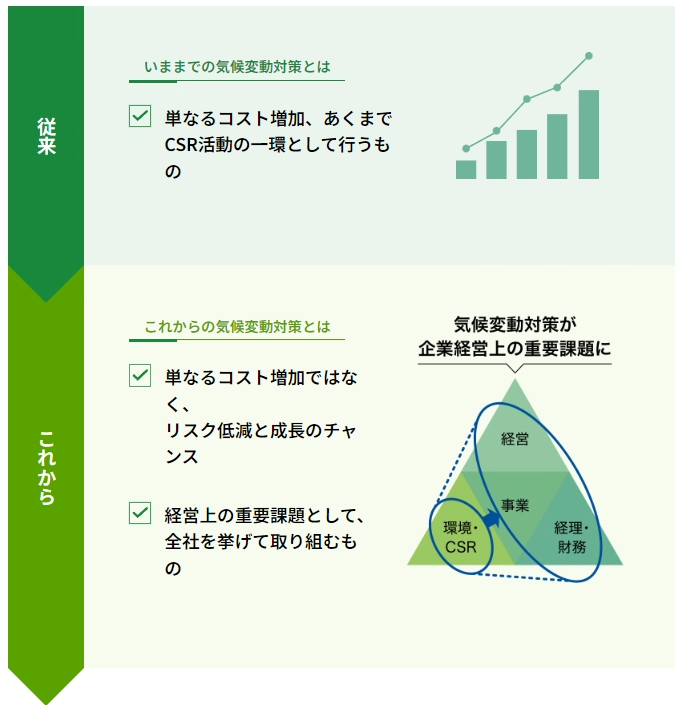 従来
いままでの気候変動対策とは
単なるコスト増加、あくまで
CSR活動の一環として行うも
の
これから
これからの気候変動対策とは
単なるコスト増加ではな
く、
リスク低減と成長のチャ
ンス
経営上の重要課題として、
全社を挙げて取り組むも
の
気候変動対策が
企業経営上の重要課題に
経営
事業
環境・
CSR
経理・
財務